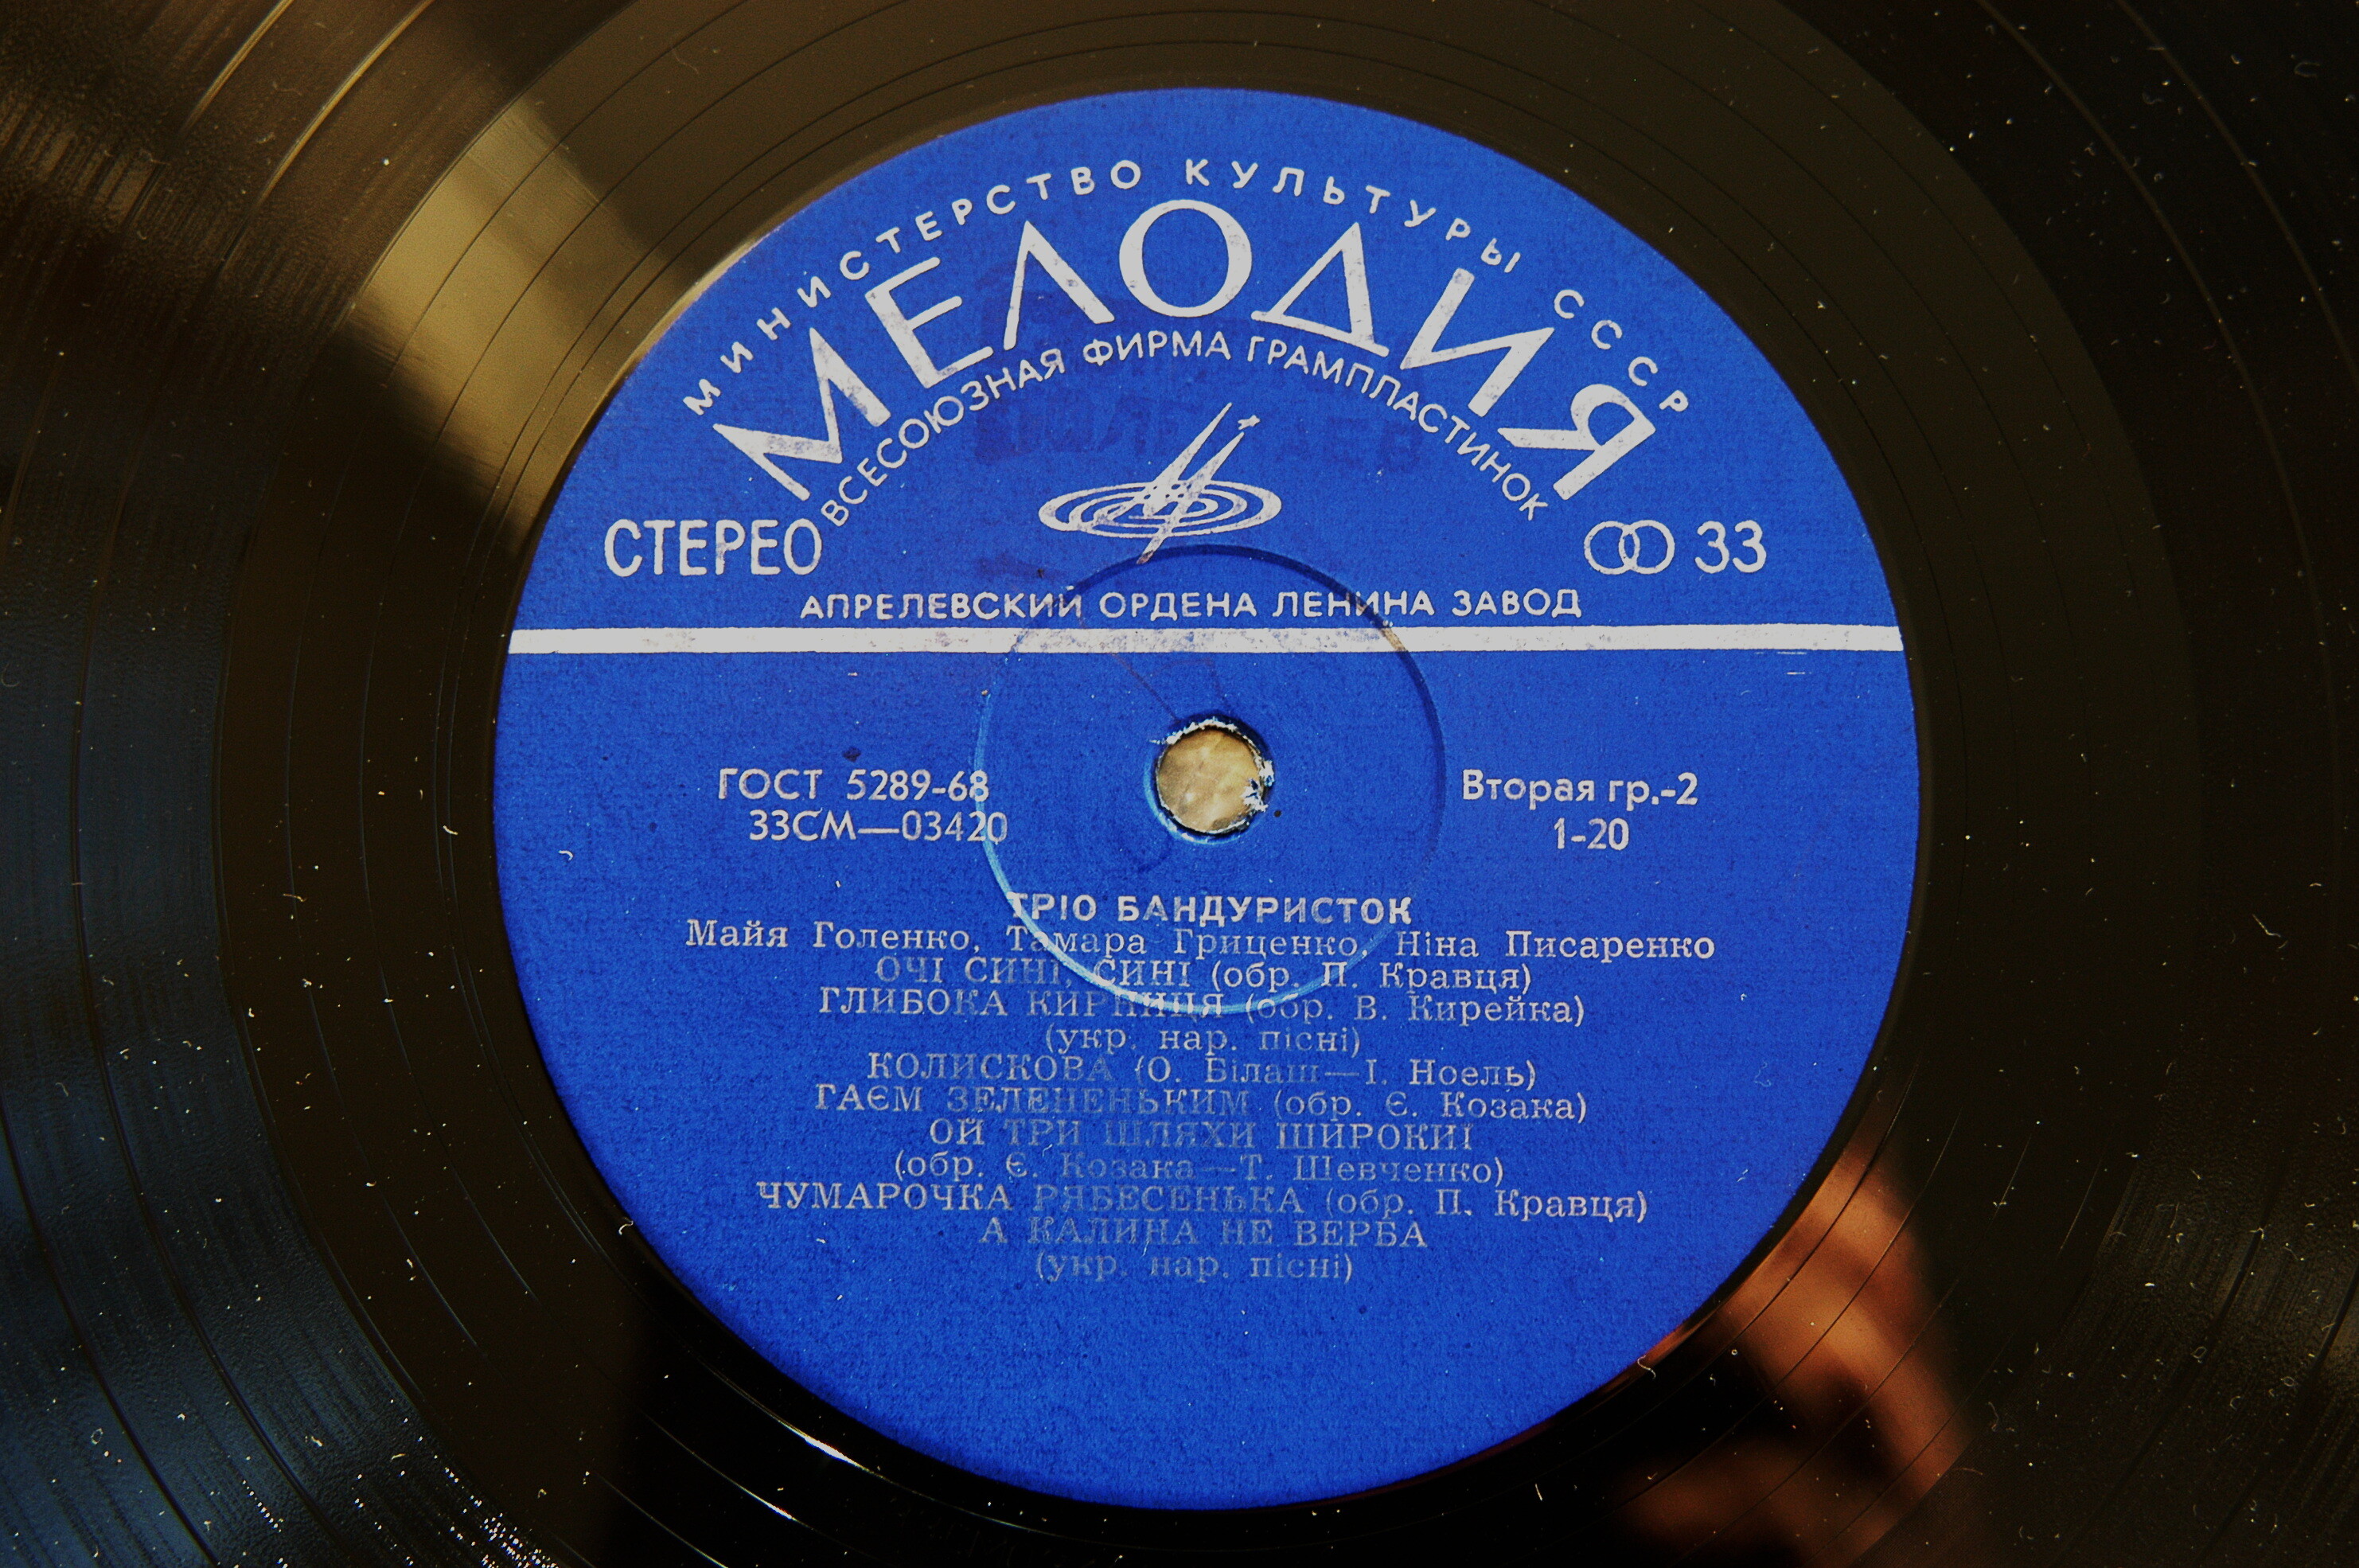 МИНИСТЕРСТВО КУЛЬТУРЫ СССР
МЕЛОДИЯ
ВСЕСОЮЗНАЯ ФИРМА ГРАМПЛАСТИНОК
СТЕРЕО
33
АПРЕЛЕВСКИЙ ОРДЕНА ЛЕНИНА ЗАВОД
ГОСТ 5289-68
33СМ—03420
Вторая гр.-2
1-20
ТРІО БАНДУРИСТОК
Майя Голенко, Тамара Гриценко, Ніна Писаренко
ОЧІ СИНІ, СИНІ (обр. П. Кравця)
ГЛИБОКА КИРНИЦЯ (обр. В. Кирейка)
(укр. нар. пісні)
КОЛИСКОВА (О. Білаш—І. Ноель)
ГАЄМ ЗЕЛЕНЕНЬКИМ (обр. Є. Козака)
ОЙ ТРИ ШЛЯХИ ШИРОКИЇ
(обр. Є. Козака—Т. Шевченко)
ЧУМАРОЧКА РЯБЕСЕНЬКА (обр. П. Кравця)
А КАЛИНА НЕ ВЕРБА
(укр. нар. пісні)